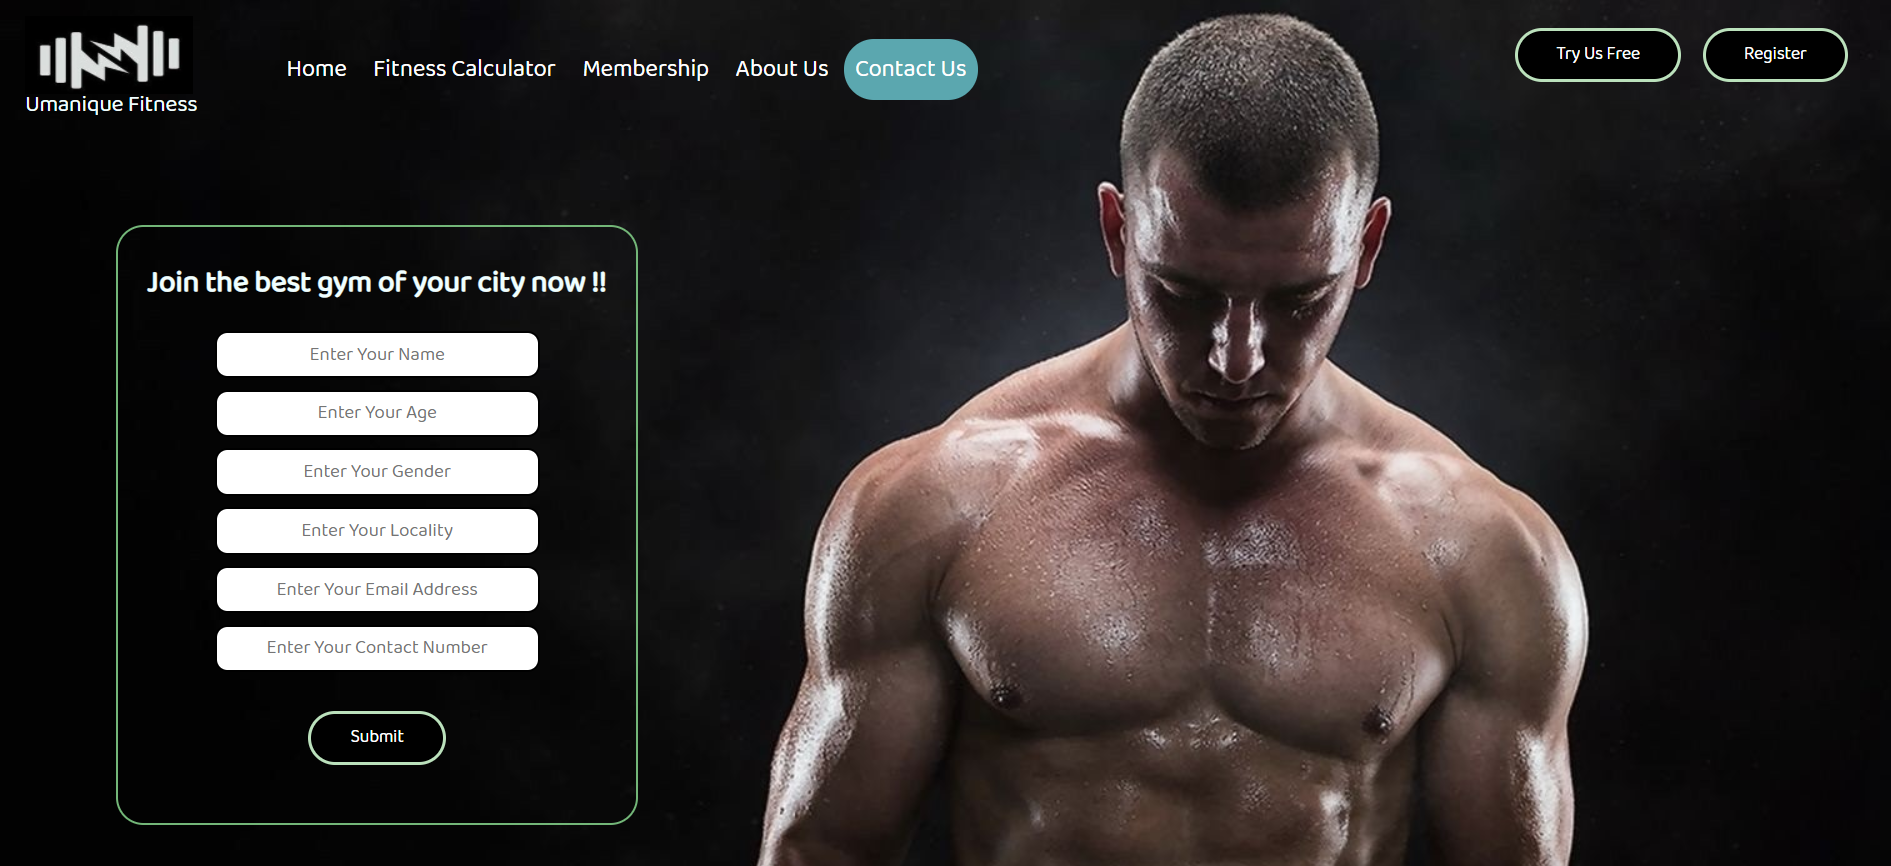 Umanique Fitness
Home Fitness Calculator Membership About Us Contact Us
Try Us Free Register
Join the best gym of your city now !!
Enter Your Name
Enter Your Age
Enter Your Gender
Enter Your Locality
Enter Your Email Address
Enter Your Contact Number
Submit